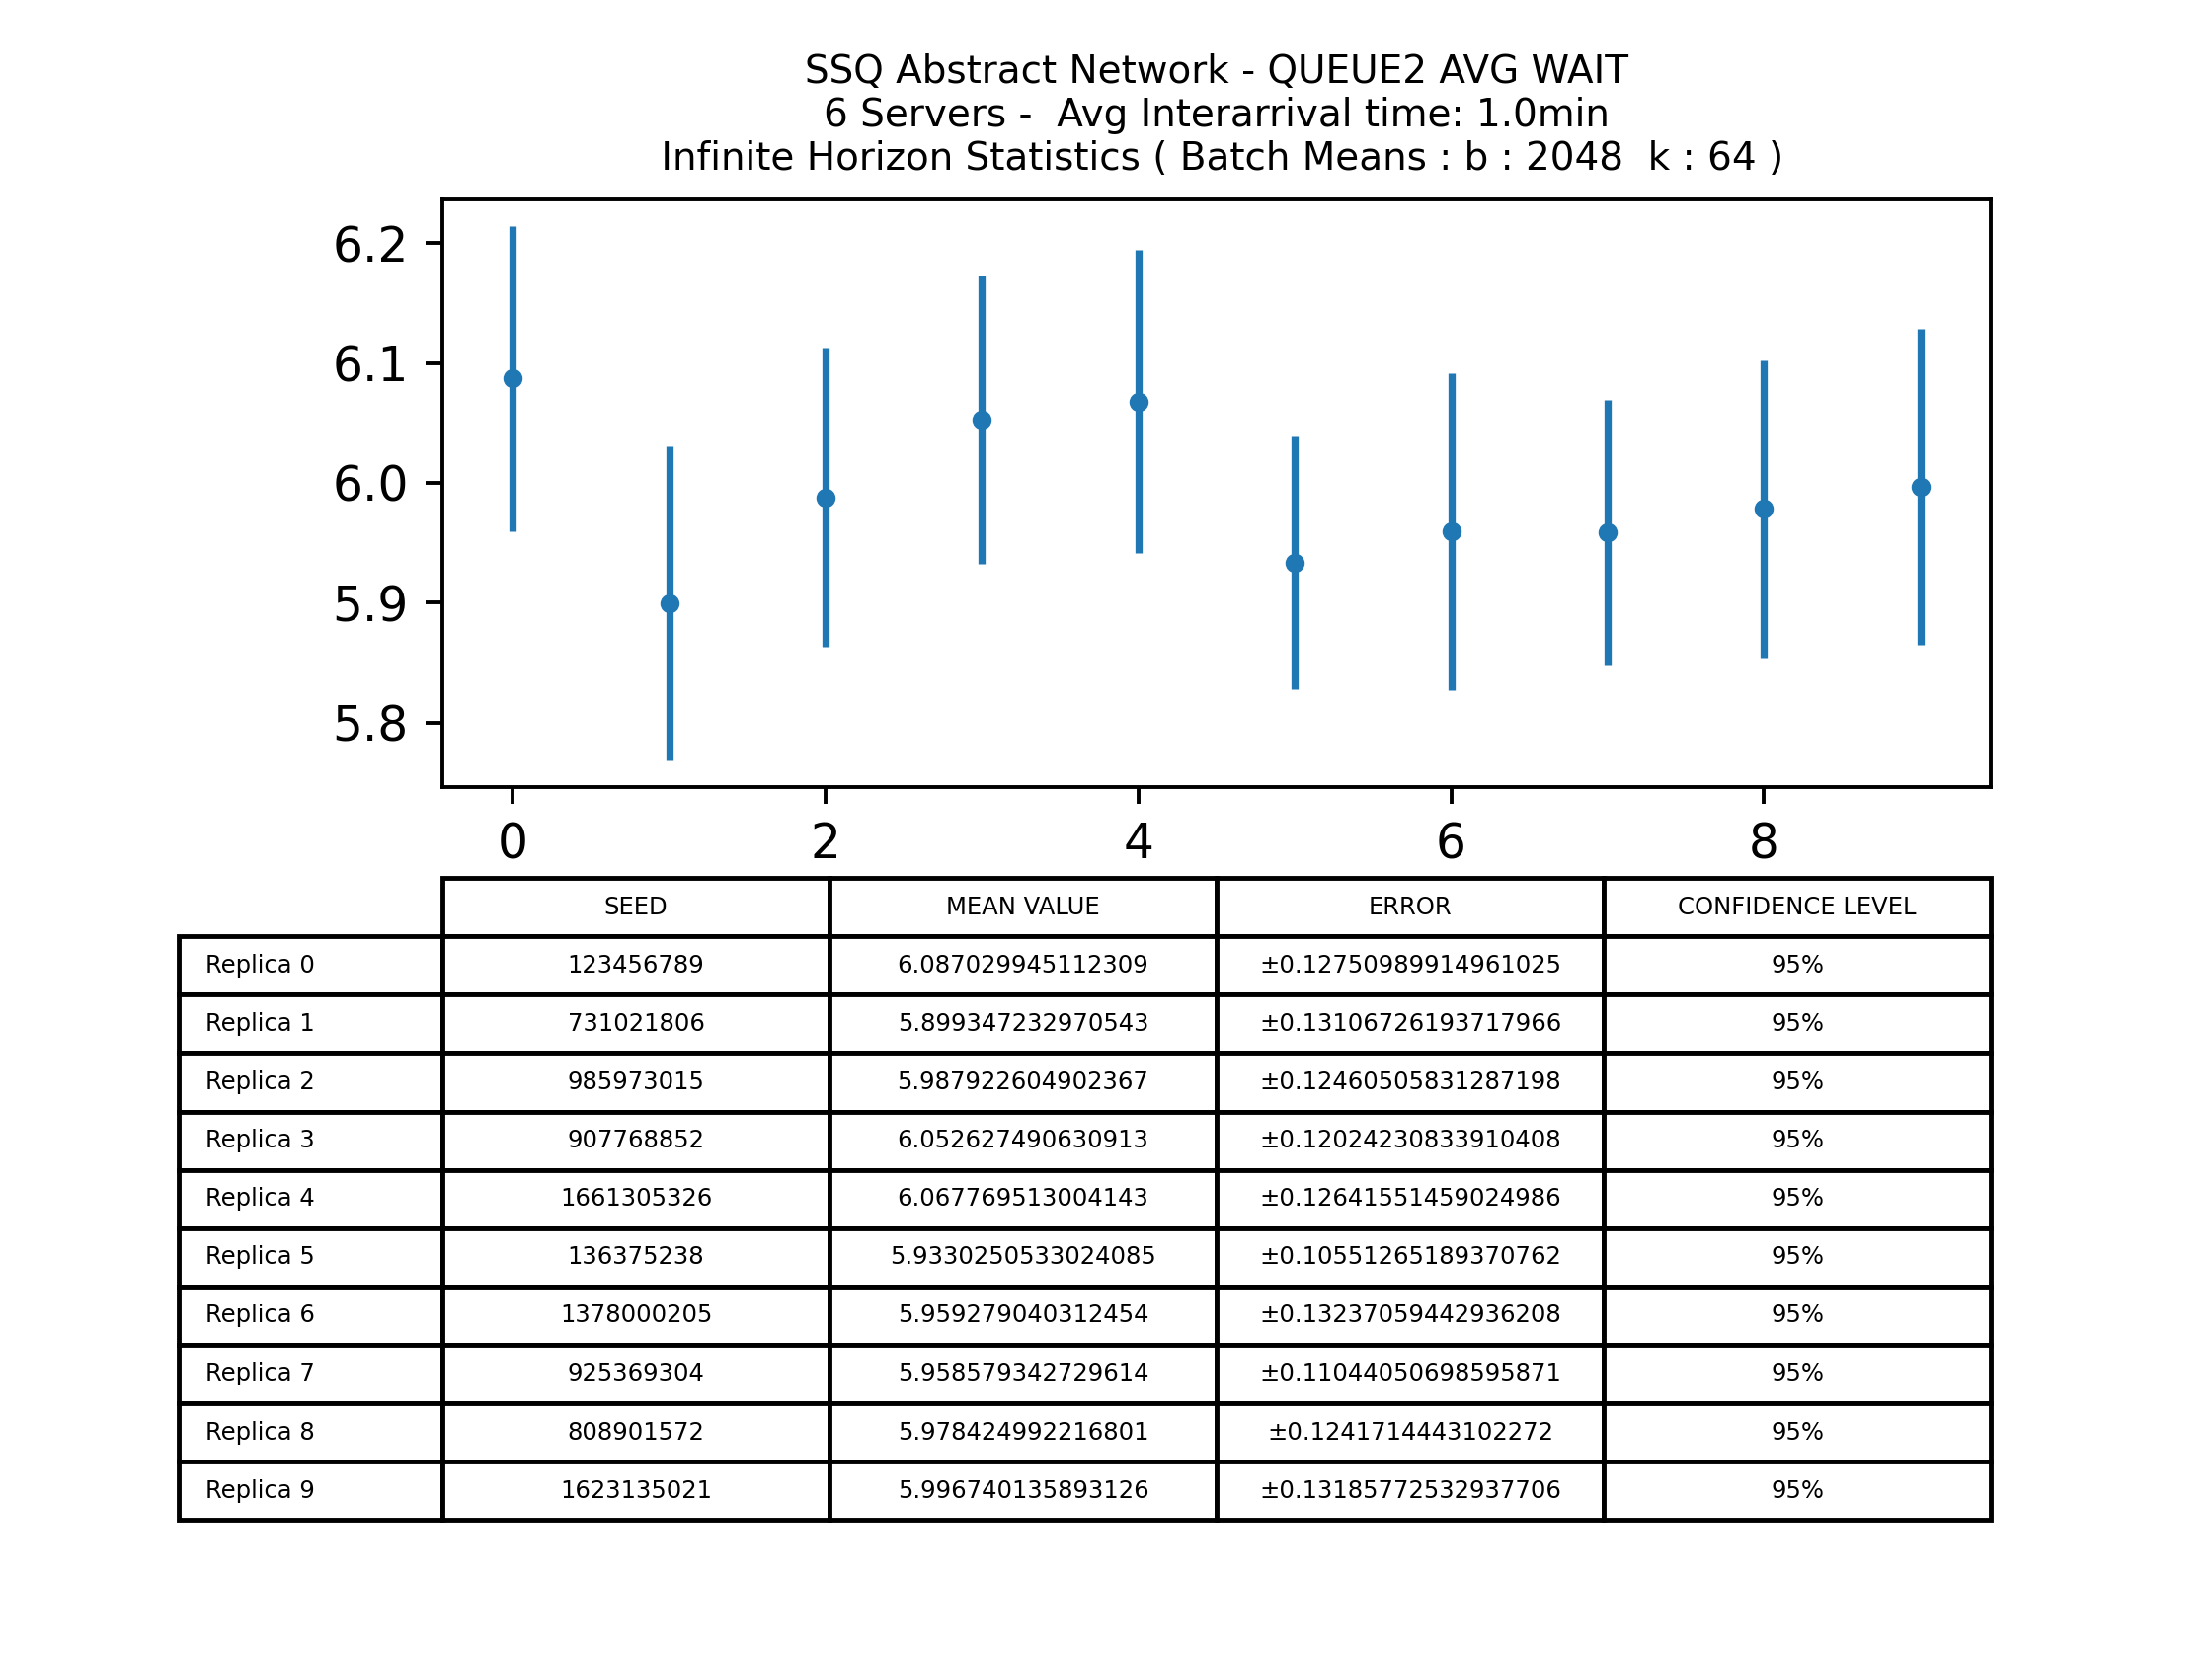 SSQ Abstract Network - QUEUE2 AVG WAIT
6 Servers -  Avg Interarrival time: 1.0min
Infinite Horizon Statistics ( Batch Means : b : 2048  k : 64 )
6.2
6.1
6.0
5.9
5.8
0 2 4 6 8
SEED MEAN VALUE ERROR CONFIDENCE LEVEL
Replica 0 123456789 6.087029945112309 ±0.12750989914961025 95%
Replica 1 731021806 5.899347232970543 ±0.13106726193717966 95%
Replica 2 985973015 5.987922604902367 ±0.12460505831287198 95%
Replica 3 907768852 6.052627490630913 ±0.12024230833910408 95%
Replica 4 1661305326 6.067769513004143 ±0.12641551459024986 95%
Replica 5 136375238 5.9330250533024085 ±0.10551265189370762 95%
Replica 6 1378000205 5.959279040312454 ±0.13237059442936208 95%
Replica 7 925369304 5.958579342729614 ±0.11044050698595871 95%
Replica 8 808901572 5.978424992216801 ±0.1241714443102272 95%
Replica 9 1623135021 5.996740135893126 ±0.13185772532937706 95%